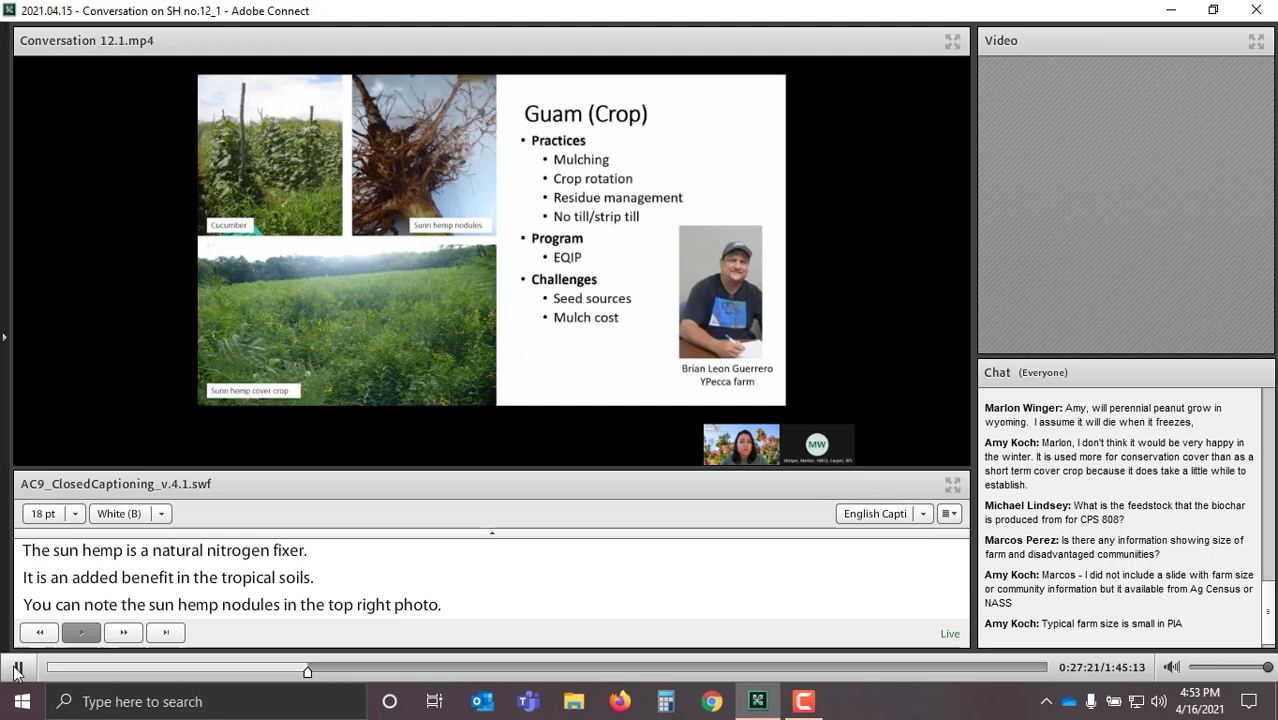 2021.04.15 - Conversation on SH no.12_1 - Adobe Connect
Conversation 12.1.mp4
Cucumber
Sunn hemp nodules
Sunn hemp cover crop
Guam (Crop)
• Practices
• Mulching
• Crop rotation
• Residue management
• No till/strip till
• Program
• EQIP
• Challenges
• Seed sources
• Mulch cost
Brian Leon Guerrero
YPecca farm
MW
Winger, Marlon - NRCS, Casper, WY
Video
Chat (Everyone)
Marlon Winger: Amy, will perennial peanut grow in
wyoming. I assume it will die when it freezes,
Amy Koch: Marlon, I don't think it would be very happy in
the winter. It is used more for conservation cover than as a
short term cover crop because it does take a little while to
establish.
Michael Lindsey: What is the feedstock that the biochar
is produced from for CPS 808?
Marcos Perez: Is there any information showing size of
farm and disadvantaged communiities?
Amy Koch: Marcos - I did not include a slide with farm size
or community information but it available from Ag Census or
NASS
Amy Koch: Typical farm size is small in PIA
AC9_ClosedCaptioning_v.4.1.swf
18 pt
White (B)
English Capti
The sun hemp is a natural nitrogen fixer.
It is an added benefit in the tropical soils.
You can note the sun hemp nodules in the top right photo.
Live
0:27:21/1:45:13
Type here to search
4:53 PM
4/16/2021